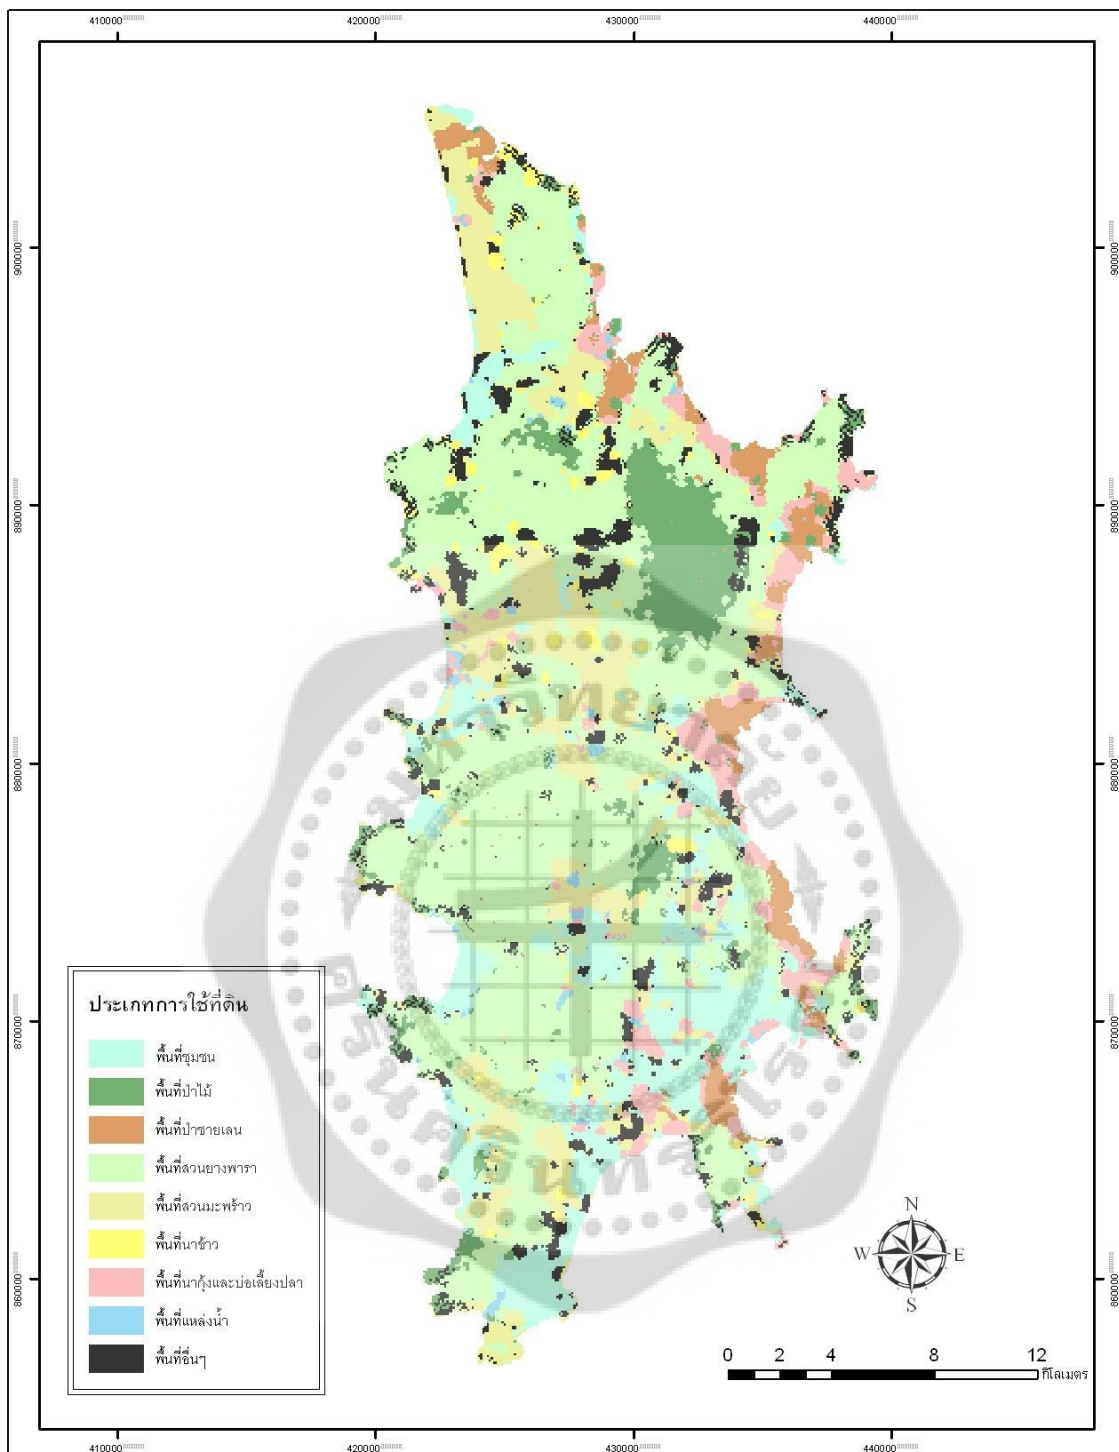 410000 420000 430000 440000
900000 900000
890000 890000
880000 880000
870000 870000
860000 860000
ประเภทการใช้ที่ดิน
พื้นที่ชุมชน
พื้นที่ป่าไม้
พื้นที่ป่าชายเลน
พื้นที่สวนยางพารา
พื้นที่สวนมะพร้าว
พื้นที่นาข้าว
พื้นที่นากุ้งและบ่อเลี้ยงปลา
พื้นที่แหล่งน้ำ
พื้นที่อื่นๆ
N
W E
S
0 2 4 8 12
กิโลเมตร
410000 420000 430000 440000